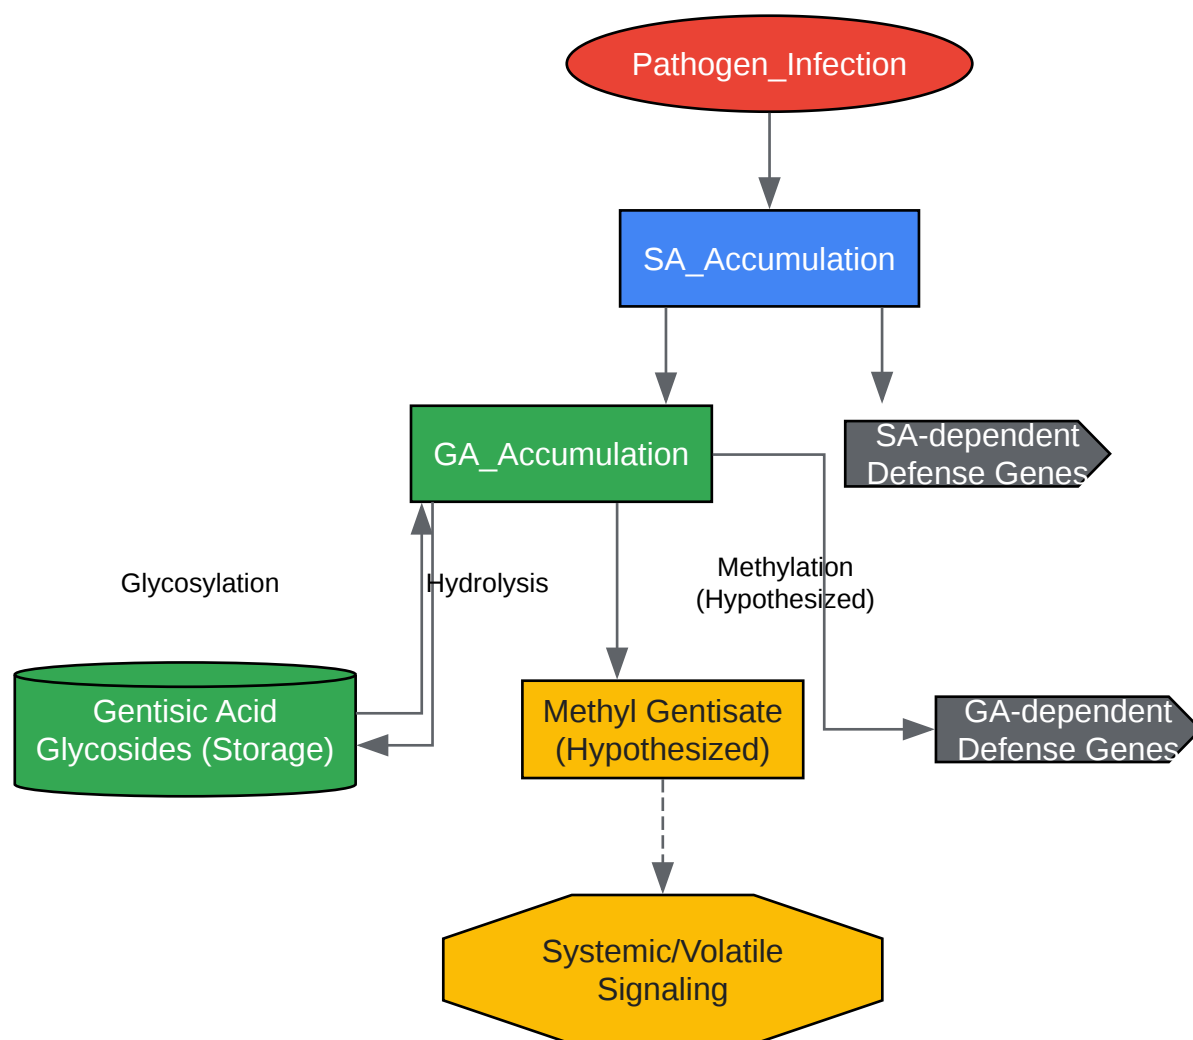 Pathogen_Infection
SA_Accumulation
GA_Accumulation
SA-dependent
Defense Genes
Glycosylation
Hydrolysis
Methylation
(Hypothesized)
Gentisic Acid
Glycosides (Storage)
Methyl Gentisate
(Hypothesized)
GA-dependent
Defense Genes
Systemic/Volatile
Signaling